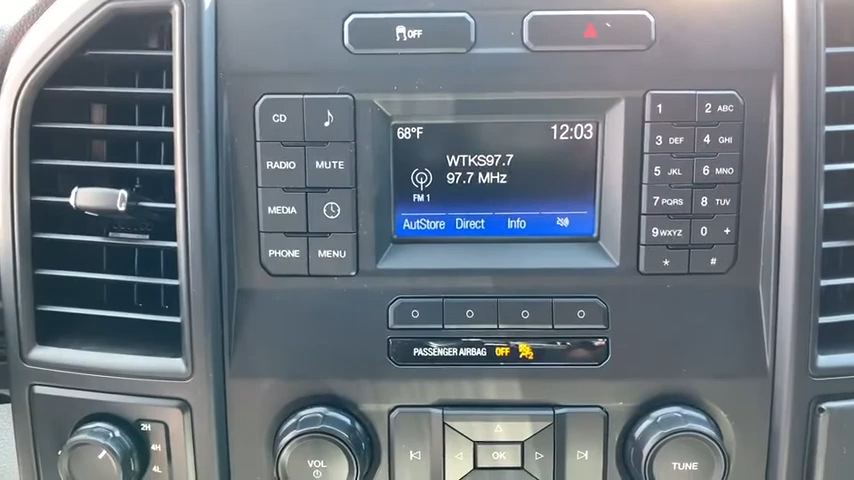 OFF
CD
RADIO MUTE
MEDIA
PHONE MENU
68°F 12:03
WTKS97.7
97.7 MHz
FM 1
AutStore Direct Info
1 2 ABC
3 DEF 4 GHI
5 JKL 6 MNO
7 PQRS 8 TUV
9 WXYZ 0 +
* #
PASSENGER AIRBAG OFF
2H
4H
4L
VOL
OK
TUNE